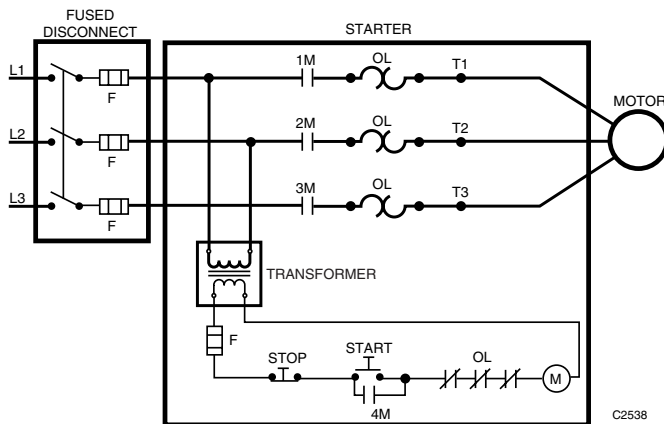 FUSED
DISCONNECT
STARTER
L1
F
1M
OL
T1
MOTOR
L2
F
2M
OL
T2
L3
F
3M
OL
T3
TRANSFORMER
F
STOP
START
OL
M
4M
C2538